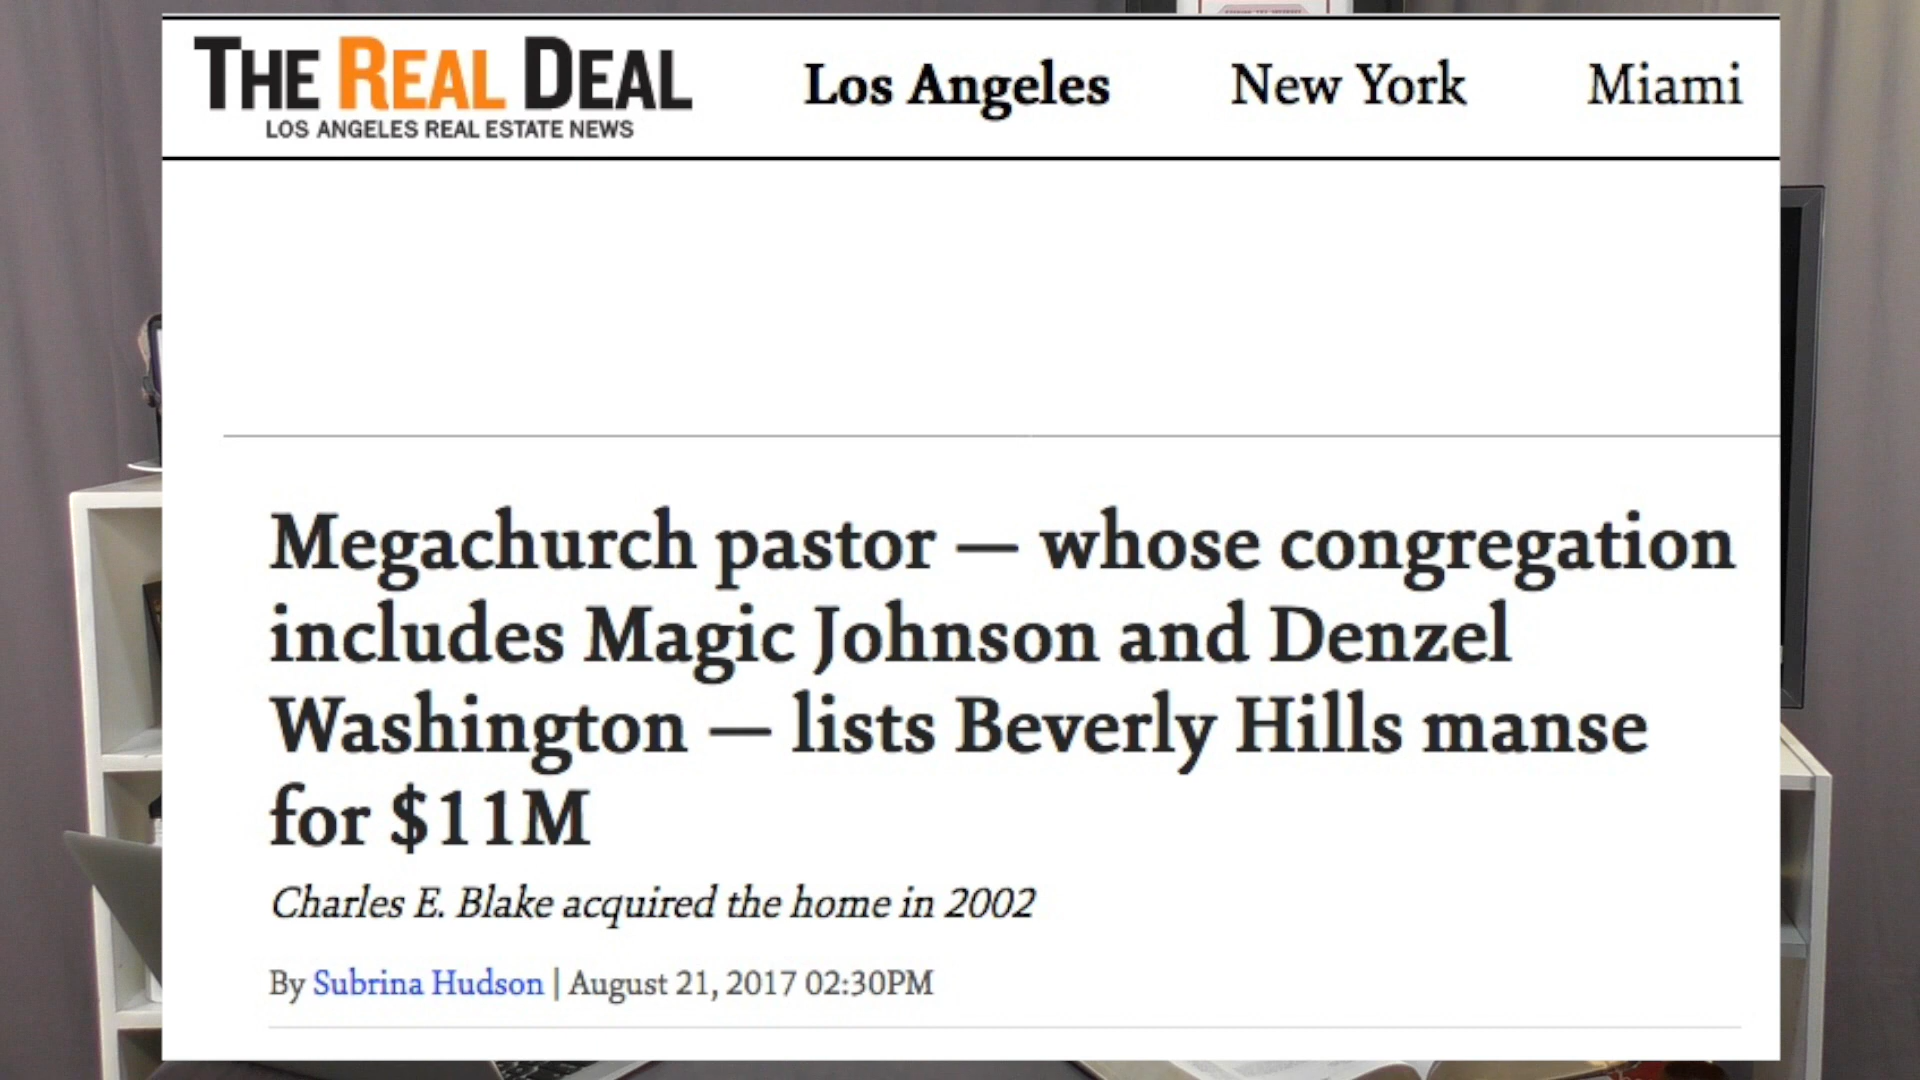 THE REAL DEAL
LOS ANGELES REAL ESTATE NEWS
Los Angeles
New York
Miami
Megachurch pastor — whose congregation
includes Magic Johnson and Denzel
Washington — lists Beverly Hills manse
for $11M
Charles E. Blake acquired the home in 2002
By Subrina Hudson | August 21, 2017 02:30PM